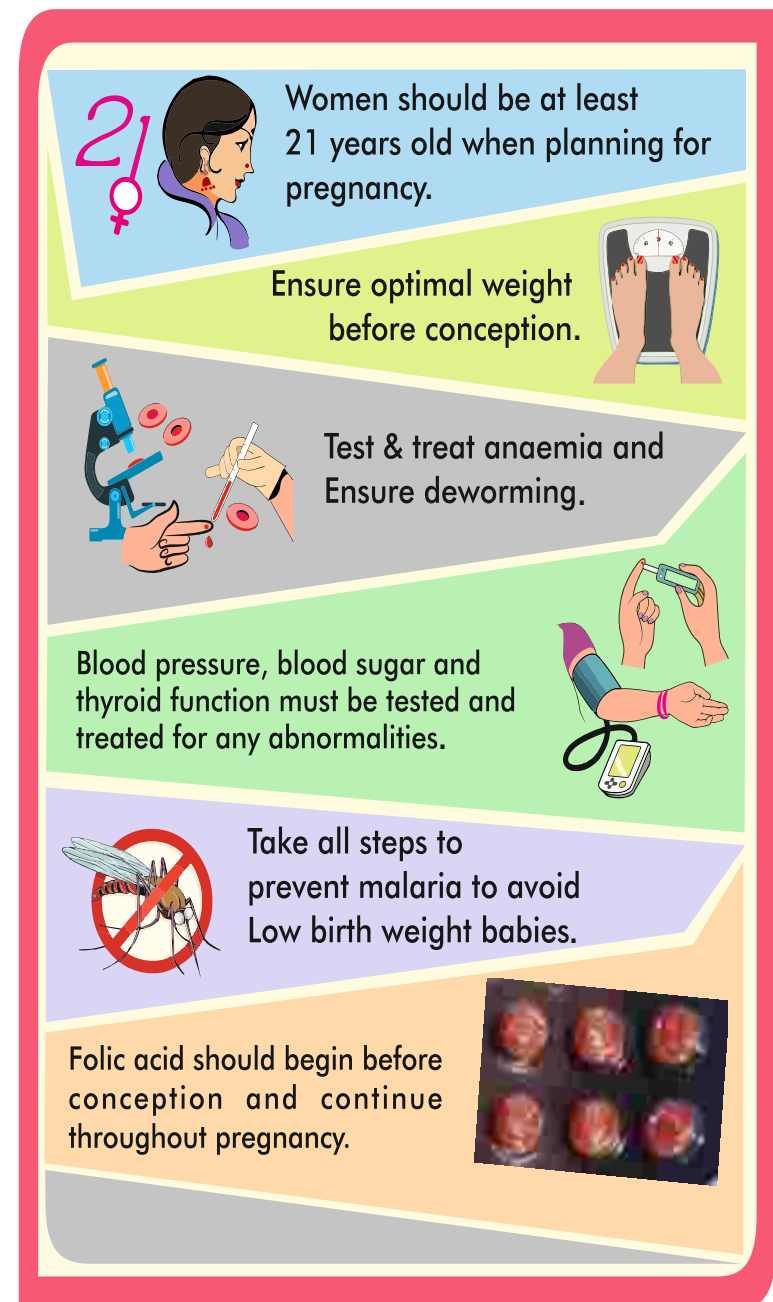 21
Women should be at least
21 years old when planning for
pregnancy.
Ensure optimal weight
before conception.
Test & treat anaemia and
Ensure deworming.
Blood pressure, blood sugar and
thyroid function must be tested and
treated for any abnormalities.
Take all steps to
prevent malaria to avoid
Low birth weight babies.
Folic acid should begin before
conception and continue
throughout pregnancy.